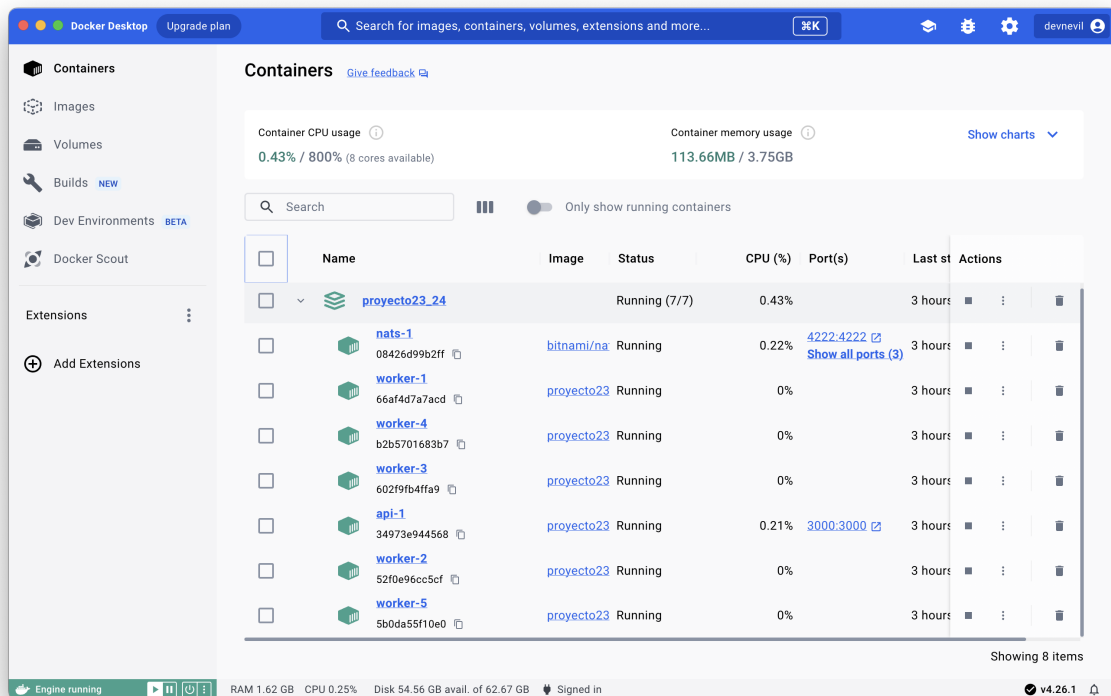 Docker Desktop Upgrade plan Search for images, containers, volumes, extensions and more... ⌘K devnevil
Containers
Images
Volumes
Builds NEW
Dev Environments BETA
Docker Scout
Extensions
Add Extensions
Containers Give feedback
Container CPU usage
0.43% / 800% (8 cores available)
Container memory usage
113.66MB / 3.75GB
Show charts
Search
Only show running containers
Name Image Status CPU (%) Port(s) Last st Actions
proyecto23_24 Running (7/7) 0.43% 3 hours
nats-1
08426d99b2ff bitnami/na Running 0.22% 4222:4222 3 hours
Show all ports (3)
worker-1
66af4d7a7acd proyecto23 Running 0% 3 hours
worker-4
b2b5701683b7 proyecto23 Running 0% 3 hours
worker-3
602f9fb4ffa9 proyecto23 Running 0% 3 hours
api-1
34973e944568 proyecto23 Running 0.21% 3000:3000 3 hours
worker-2
52f0e96cc5cf proyecto23 Running 0% 3 hours
worker-5
5b0da55f10e0 proyecto23 Running 0% 3 hours
Showing 8 items
Engine running RAM 1.62 GB CPU 0.25% Disk 54.56 GB avail. of 62.67 GB Signed in v4.26.1